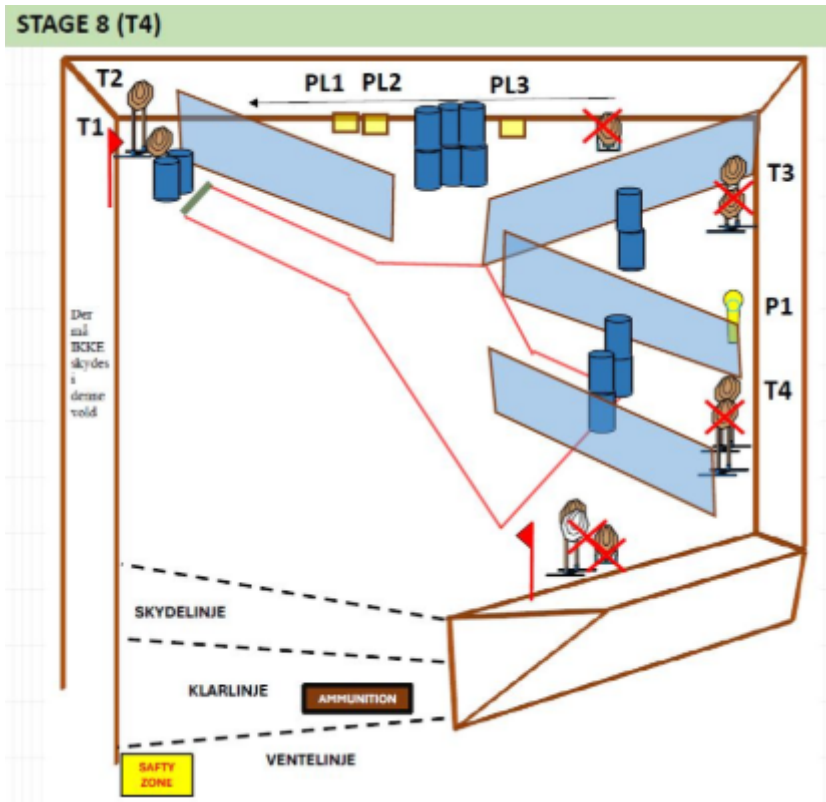 STAGE 8 (T4)
T2
PL1
PL2
PL3
T1
T3
P1
T4
Der
må
IKKE
skydes
i
denne
vold
SKYDELINJE
KLARLINJE
AMMUNITION
VENTELINJE
SAFTY
ZONE